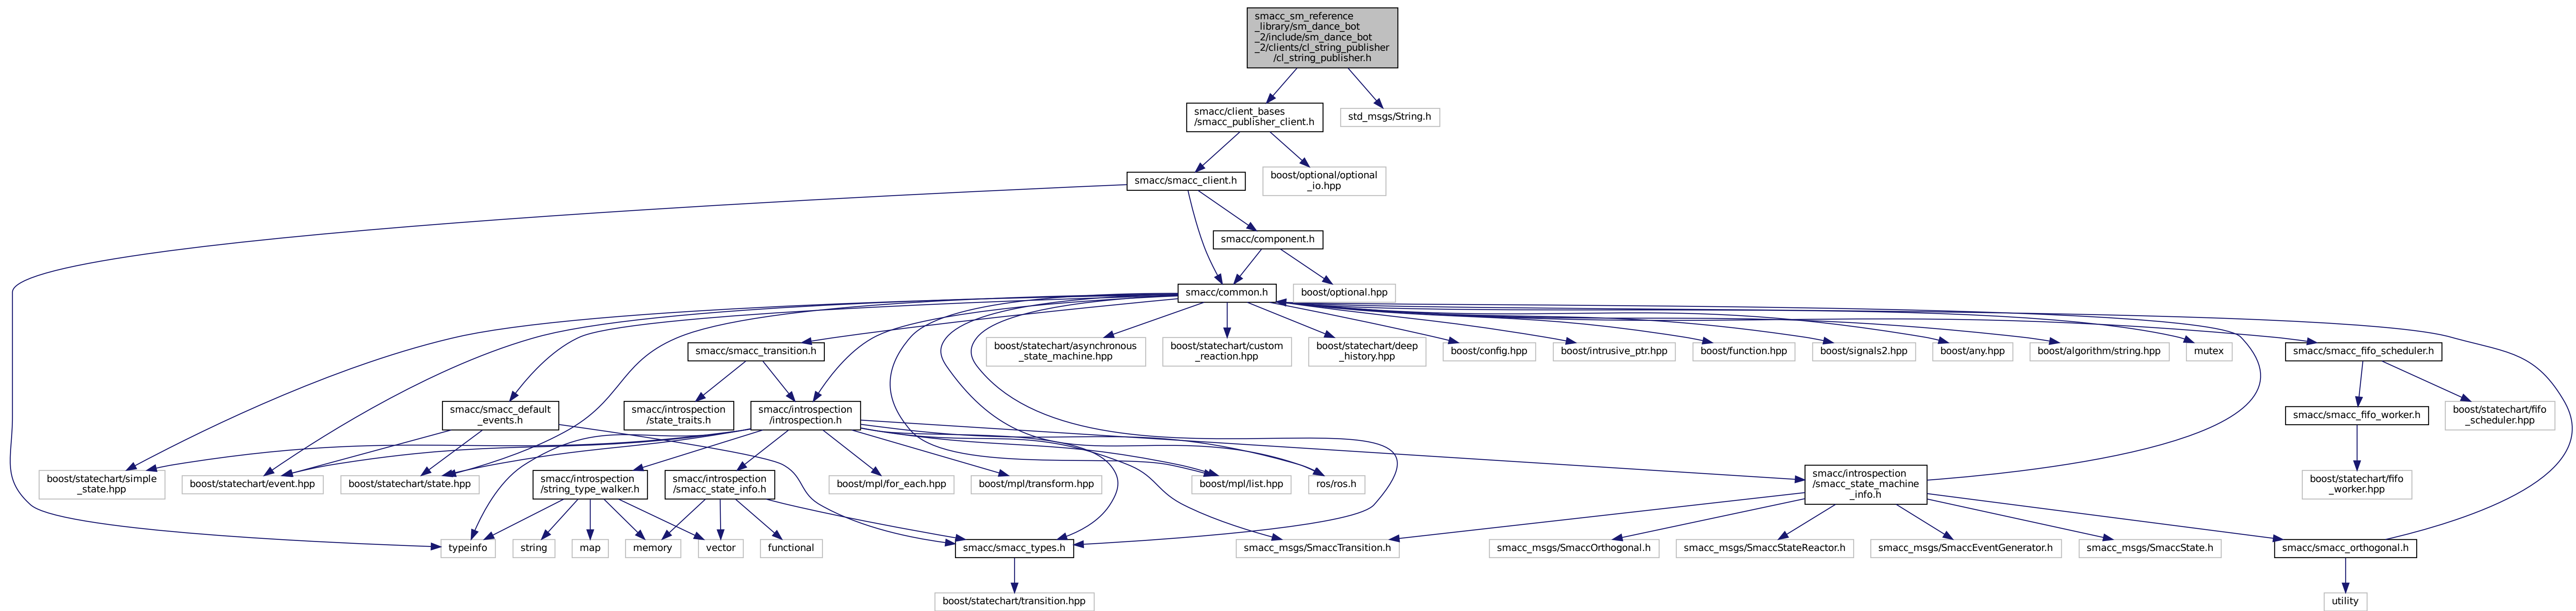 smacc_sm_reference
_library/sm_dance_bot
_2/include/sm_dance_bot
_2/clients/cl_string_publisher
/cl_string_publisher.h
smacc/client_bases
/smacc_publisher_client.h
std_msgs/String.h
smacc/smacc_client.h
boost/optional/optional
_io.hpp
smacc/component.h
smacc/common.h
boost/optional.hpp
smacc/smacc_transition.h
boost/statechart/asynchronous
_state_machine.hpp
boost/statechart/custom
_reaction.hpp
boost/statechart/deep
_history.hpp
boost/config.hpp
boost/intrusive_ptr.hpp
boost/function.hpp
boost/signals2.hpp
boost/any.hpp
boost/algorithm/string.hpp
mutex
smacc/smacc_fifo_scheduler.h
smacc/smacc_default
_events.h
smacc/introspection
/state_traits.h
smacc/introspection
/introspection.h
smacc/smacc_fifo_worker.h
boost/statechart/fifo
_scheduler.hpp
boost/statechart/simple
_state.hpp
boost/statechart/event.hpp
boost/statechart/state.hpp
smacc/introspection
/string_type_walker.h
smacc/introspection
/smacc_state_info.h
boost/mpl/for_each.hpp
boost/mpl/transform.hpp
boost/mpl/list.hpp
ros/ros.h
smacc/introspection
/smacc_state_machine
_info.h
boost/statechart/fifo
_worker.hpp
typeinfo
string
map
memory
vector
functional
smacc/smacc_types.h
smacc_msgs/SmaccTransition.h
smacc_msgs/SmaccOrthogonal.h
smacc_msgs/SmaccStateReactor.h
smacc_msgs/SmaccEventGenerator.h
smacc_msgs/SmaccState.h
smacc/smacc_orthogonal.h
boost/statechart/transition.hpp
utility